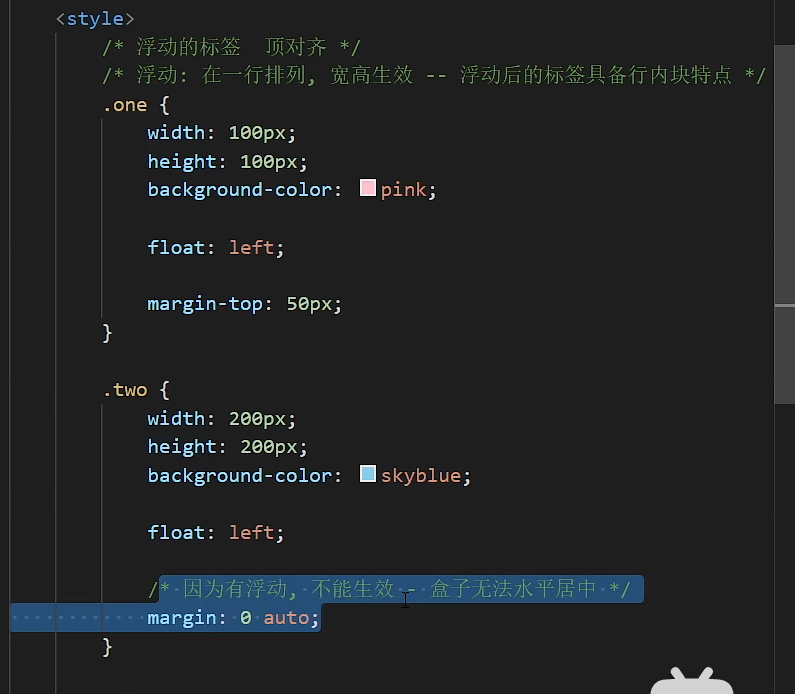 <style>
/* 浮动的标签  顶对齐 */
/* 浮动: 在一行排列, 宽高生效 -- 浮动后的标签具备行内块特点 */
.one {
width: 100px;
height: 100px;
background-color: pink;
float: left;
margin-top: 50px;
}
.two {
width: 200px;
height: 200px;
background-color: skyblue;
float: left;
/* 因为有浮动, 不能生效 - 盒子无法水平居中 */
margin: 0 auto;
}